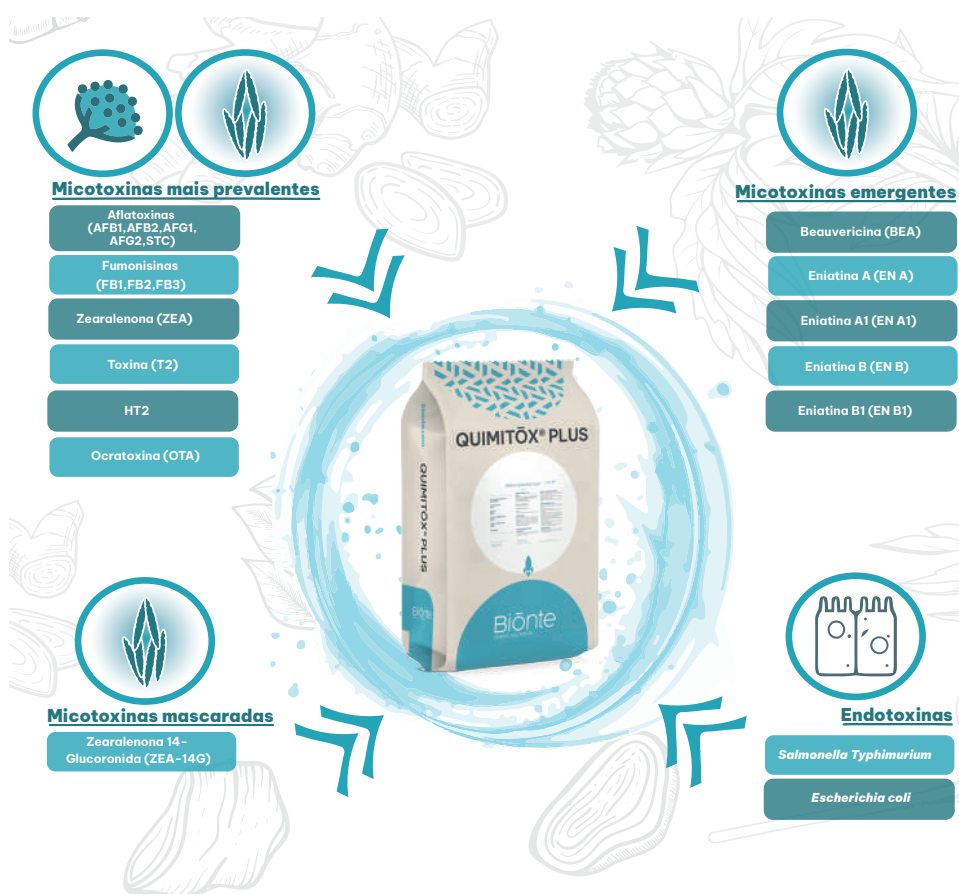 Micotoxinas mais prevalentes
Aflatoxinas
(AFB1,AFB2,AFG1,
AFG2,STC)
Fumonisinas
(FB1,FB2,FB3)
Zearalenona (ZEA)
Toxina (T2)
HT2
Ocratoxina (OTA)
Micotoxinas emergentes
Beauvericina (BEA)
Eniatina A (EN A)
Eniatina A1 (EN A1)
Eniatina B (EN B)
Eniatina B1 (EN B1)
QUIMITŌX® PLUS
QUIMITŌX® PLUS
Biōnte
Biōnte
Micotoxinas mascaradas
Zearalenona 14-
Glucoronida (ZEA-14G)
Endotoxinas
Salmonella Typhimurium
Escherichia coli